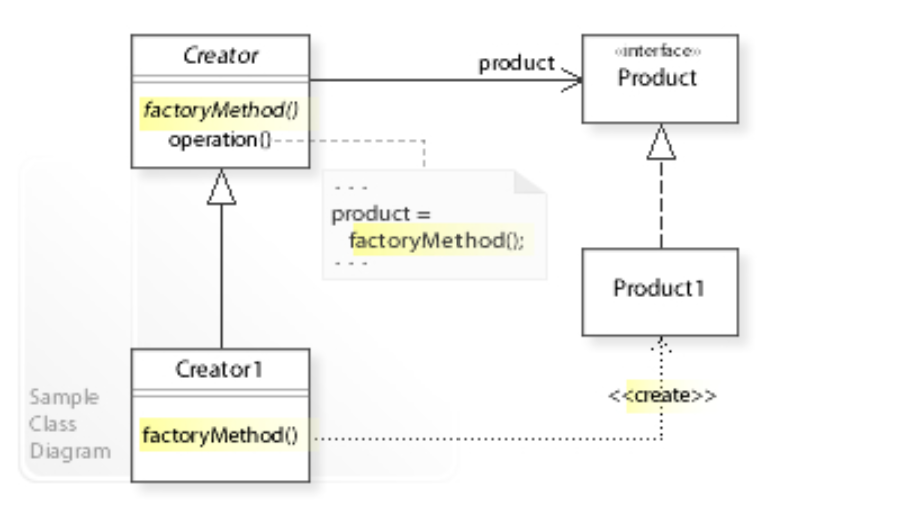 Creator
factoryMethod()
operation()
product
«interface»
Product
- - -
product =
factoryMethod();
- - -
Product1
Creator1
factoryMethod()
<<create>>
Sample
Class
Diagram